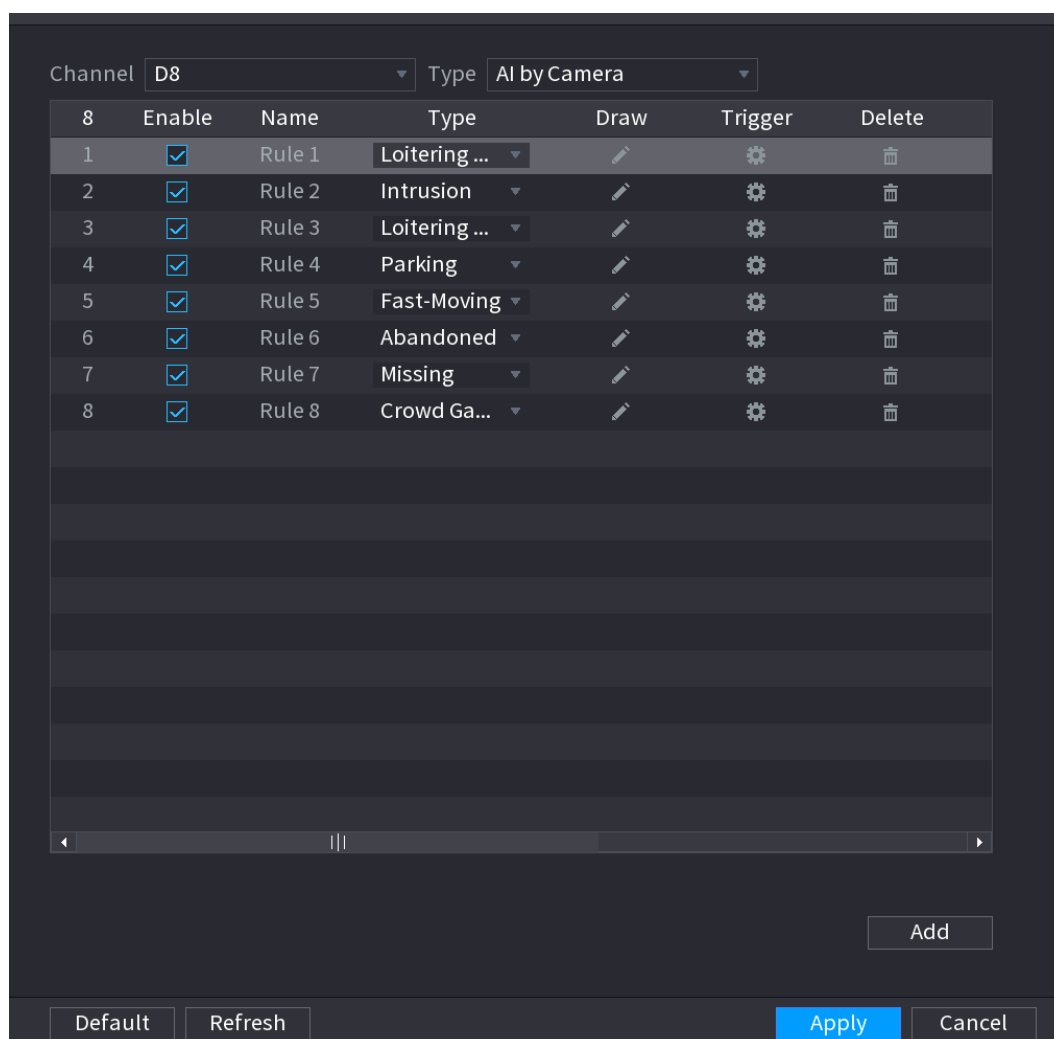 Channel D8 Type AI by Camera
8 Enable Name Type Draw Trigger Delete
1 Rule 1 Loitering ...
2 Rule 2 Intrusion
3 Rule 3 Loitering ...
4 Rule 4 Parking
5 Rule 5 Fast-Moving
6 Rule 6 Abandoned
7 Rule 7 Missing
8 Rule 8 Crowd Ga...
Add
Default Refresh Apply Cancel